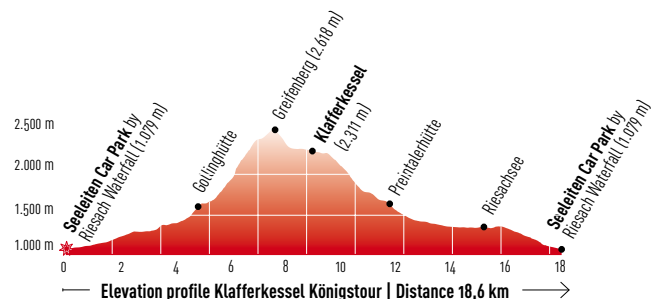 Greifenberg (2.618 m)
Klafferkessel
(2.311 m)
Seeleiten Car Park by
Riesach Waterfall (1.079 m)
Gollinghütte
Preintalerhütte
Riesachsee
Seeleiten Car Park by
Riesach Waterfall (1.079 m)
2.500 m
2.000 m
1.500 m
1.000 m
0 2 4 6 8 10 12 14 16 18
Elevation profile Klafferkessel Königstour | Distance 18,6 km